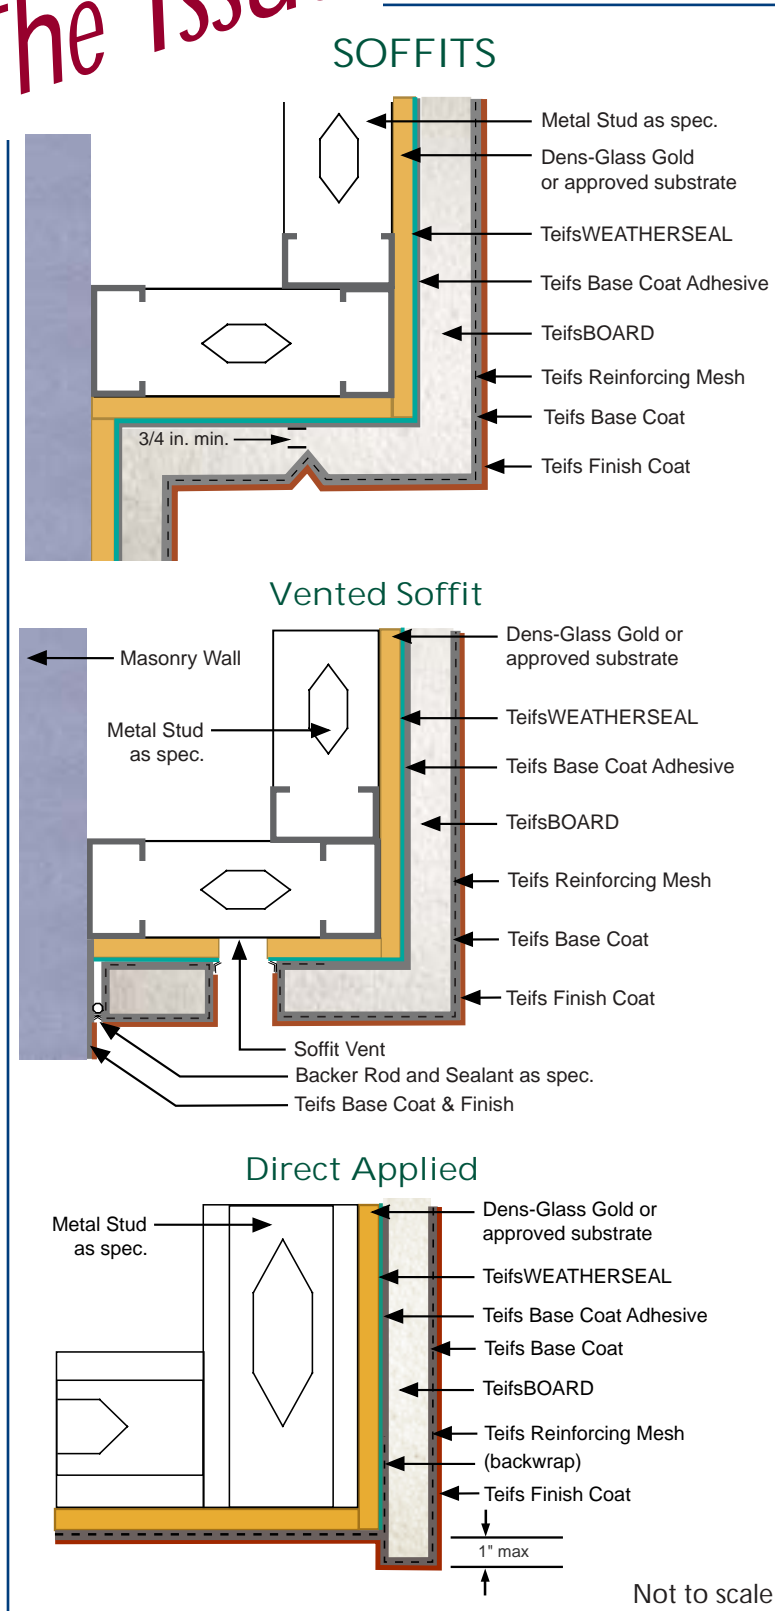 The
SOFFITS
Metal Stud as spec.
Dens-Glass Gold
or approved substrate
TeifsWEATHERSEAL
Teifs Base Coat Adhesive
TeifsBOARD
Teifs Reinforcing Mesh
Teifs Base Coat
Teifs Finish Coat
3/4 in. min.
Vented Soffit
Masonry Wall
Metal Stud
as spec.
Dens-Glass Gold or
approved substrate
TeifsWEATHERSEAL
Teifs Base Coat Adhesive
TeifsBOARD
Teifs Reinforcing Mesh
Teifs Base Coat
Teifs Finish Coat
Soffit Vent
Backer Rod and Sealant as spec.
Teifs Base Coat & Finish
Direct Applied
Metal Stud
as spec.
Dens-Glass Gold or
approved substrate
TeifsWEATHERSEAL
Teifs Base Coat Adhesive
Teifs Base Coat
TeifsBOARD
Teifs Reinforcing Mesh
(backwrap)
Teifs Finish Coat
1" max
Not to scale